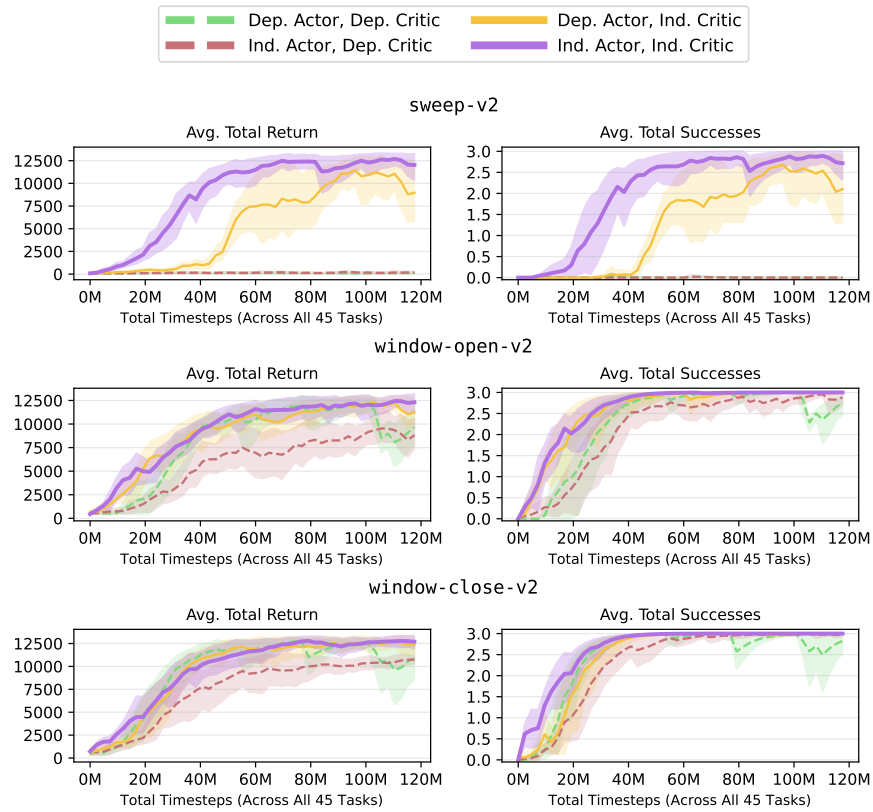 Dep. Actor, Dep. Critic Dep. Actor, Ind. Critic
Ind. Actor, Dep. Critic Ind. Actor, Ind. Critic
sweep-v2
Avg. Total Return Avg. Total Successes
12500
10000
7500
5000
2500
0
0M 20M 40M 60M 80M 100M 120M
Total Timesteps (Across All 45 Tasks)
3.0
2.5
2.0
1.5
1.0
0.5
0.0
0M 20M 40M 60M 80M 100M 120M
Total Timesteps (Across All 45 Tasks)
window-open-v2
Avg. Total Return Avg. Total Successes
12500
10000
7500
5000
2500
0
0M 20M 40M 60M 80M 100M 120M
Total Timesteps (Across All 45 Tasks)
3.0
2.5
2.0
1.5
1.0
0.5
0.0
0M 20M 40M 60M 80M 100M 120M
Total Timesteps (Across All 45 Tasks)
window-close-v2
Avg. Total Return Avg. Total Successes
12500
10000
7500
5000
2500
0
0M 20M 40M 60M 80M 100M 120M
Total Timesteps (Across All 45 Tasks)
3.0
2.5
2.0
1.5
1.0
0.5
0.0
0M 20M 40M 60M 80M 100M 120M
Total Timesteps (Across All 45 Tasks)